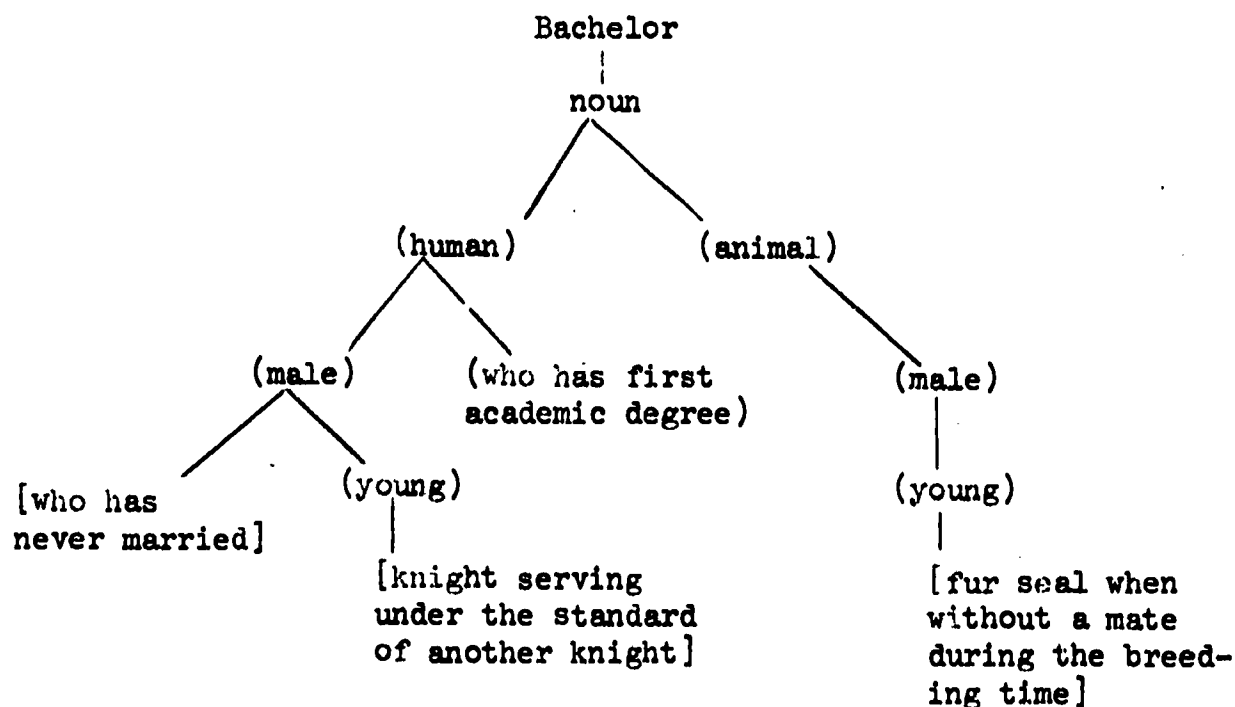 Bachelor
noun
(human)
(animal)
(male)
(who has first
academic degree)
(male)
[who has
never married]
(young)
(young)
[knight serving
under the standard
of another knight]
[fur seal when
without a mate
during the breed-
ing time]